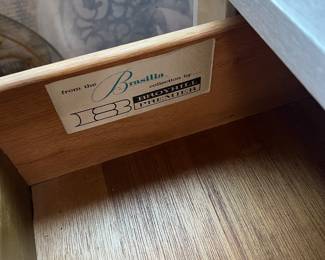 from the Brasilia collection by...
BROYHILL
PREMIER